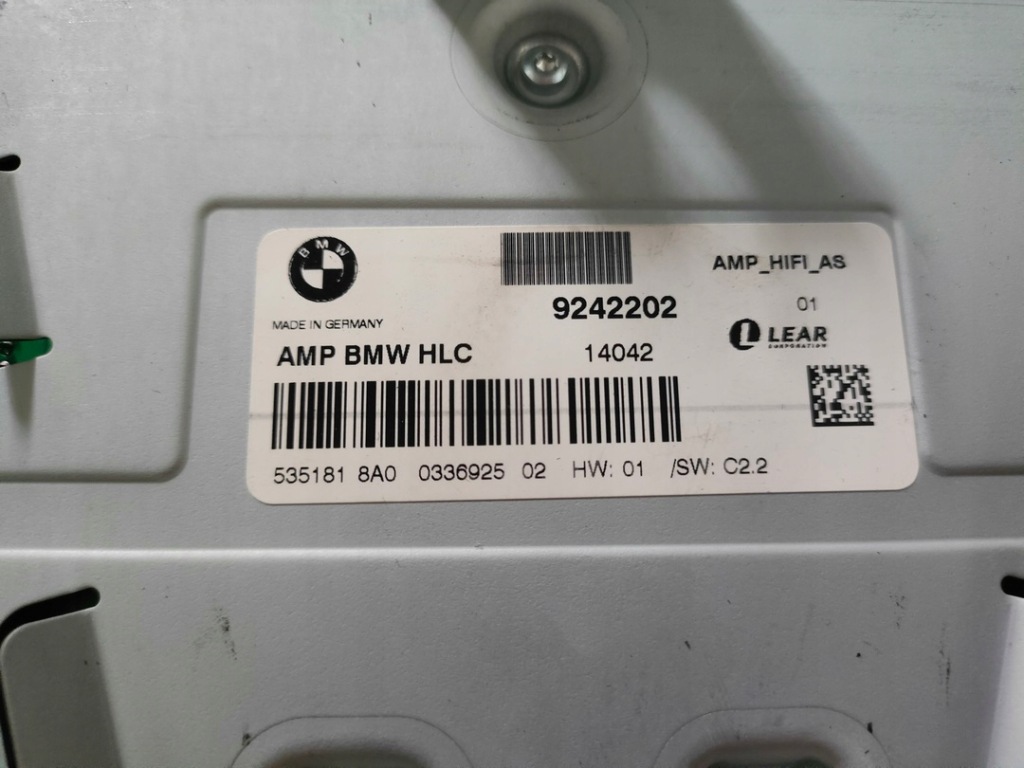 BMW
AMP_HIFI_AS
9242202
01
MADE IN GERMANY
LEAR
CORPORATION
AMP BMW HLC
14042
535181 8A0 0336925 02 HW: 01 /SW: C2.2